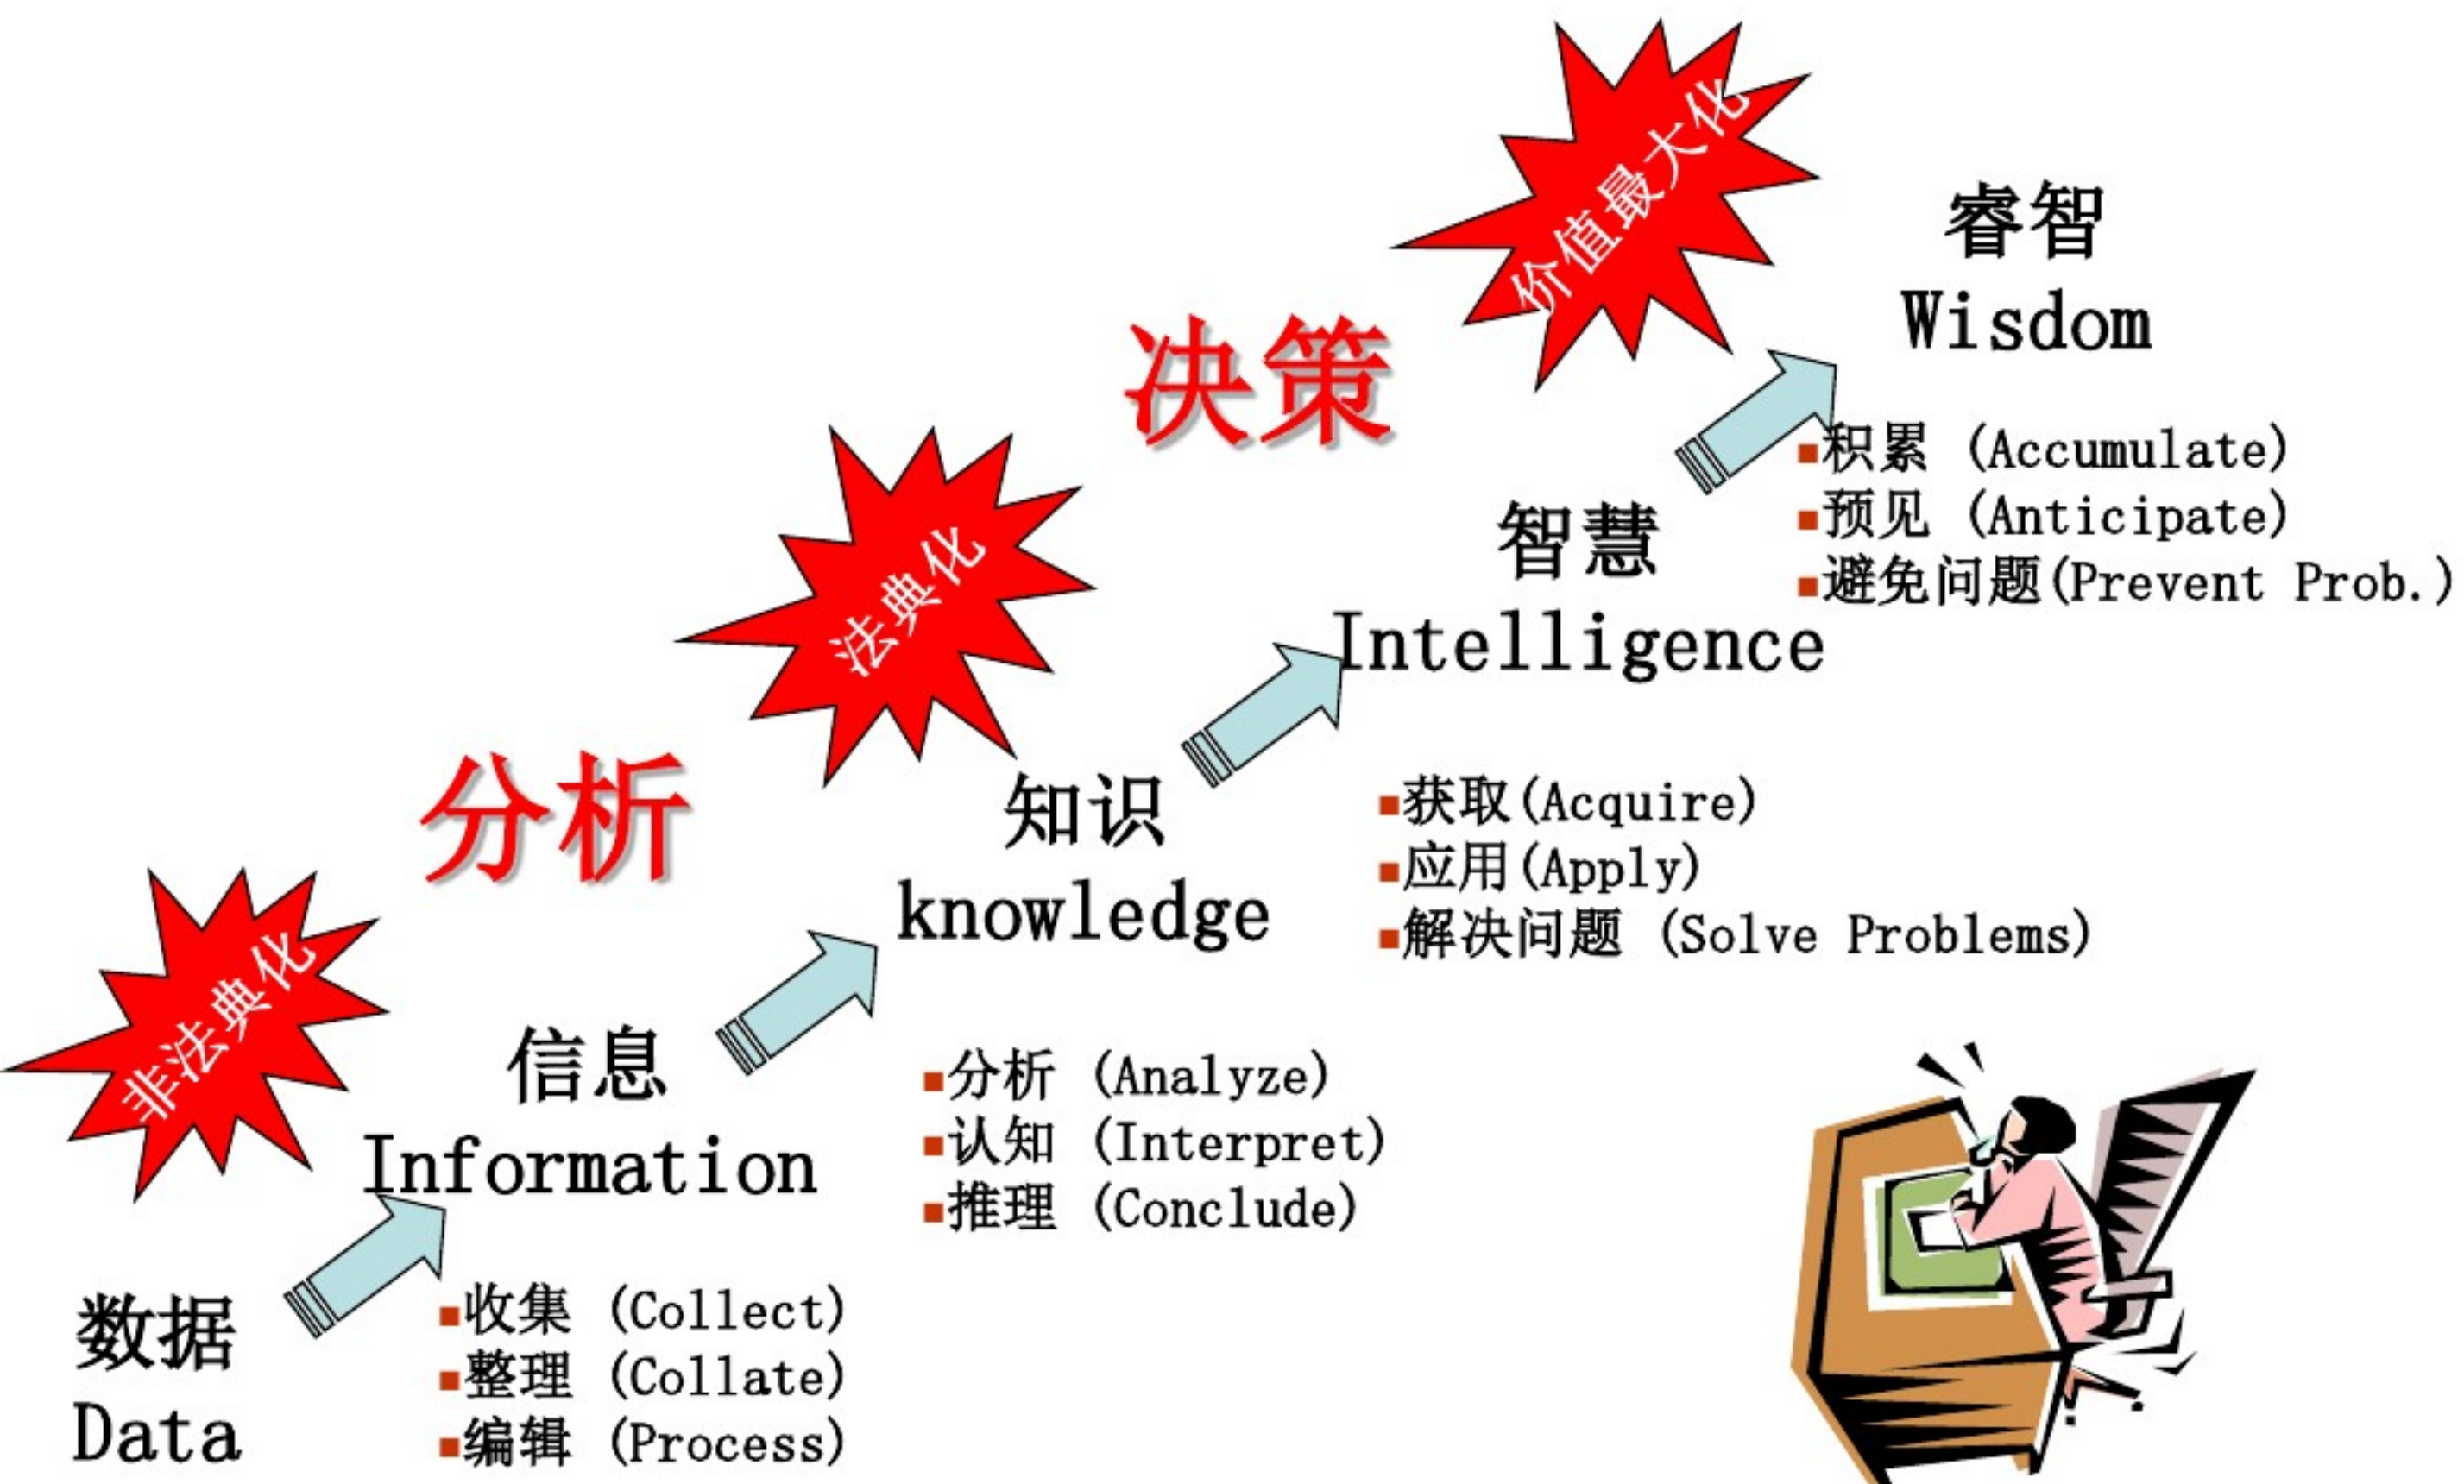 价值最大化
睿智
Wisdom
决策
积累 (Accumulate)
预见 (Anticipate)
避免问题(Prevent Prob.)
法典化
智慧
Intelligence
分析
知识
knowledge
获取(Acquire)
应用(Apply)
解决问题 (Solve Problems)
非法典化
信息
Information
分析 (Analyze)
认知 (Interpret)
推理 (Conclude)
数据
Data
收集 (Collect)
整理 (Collate)
编辑 (Process)